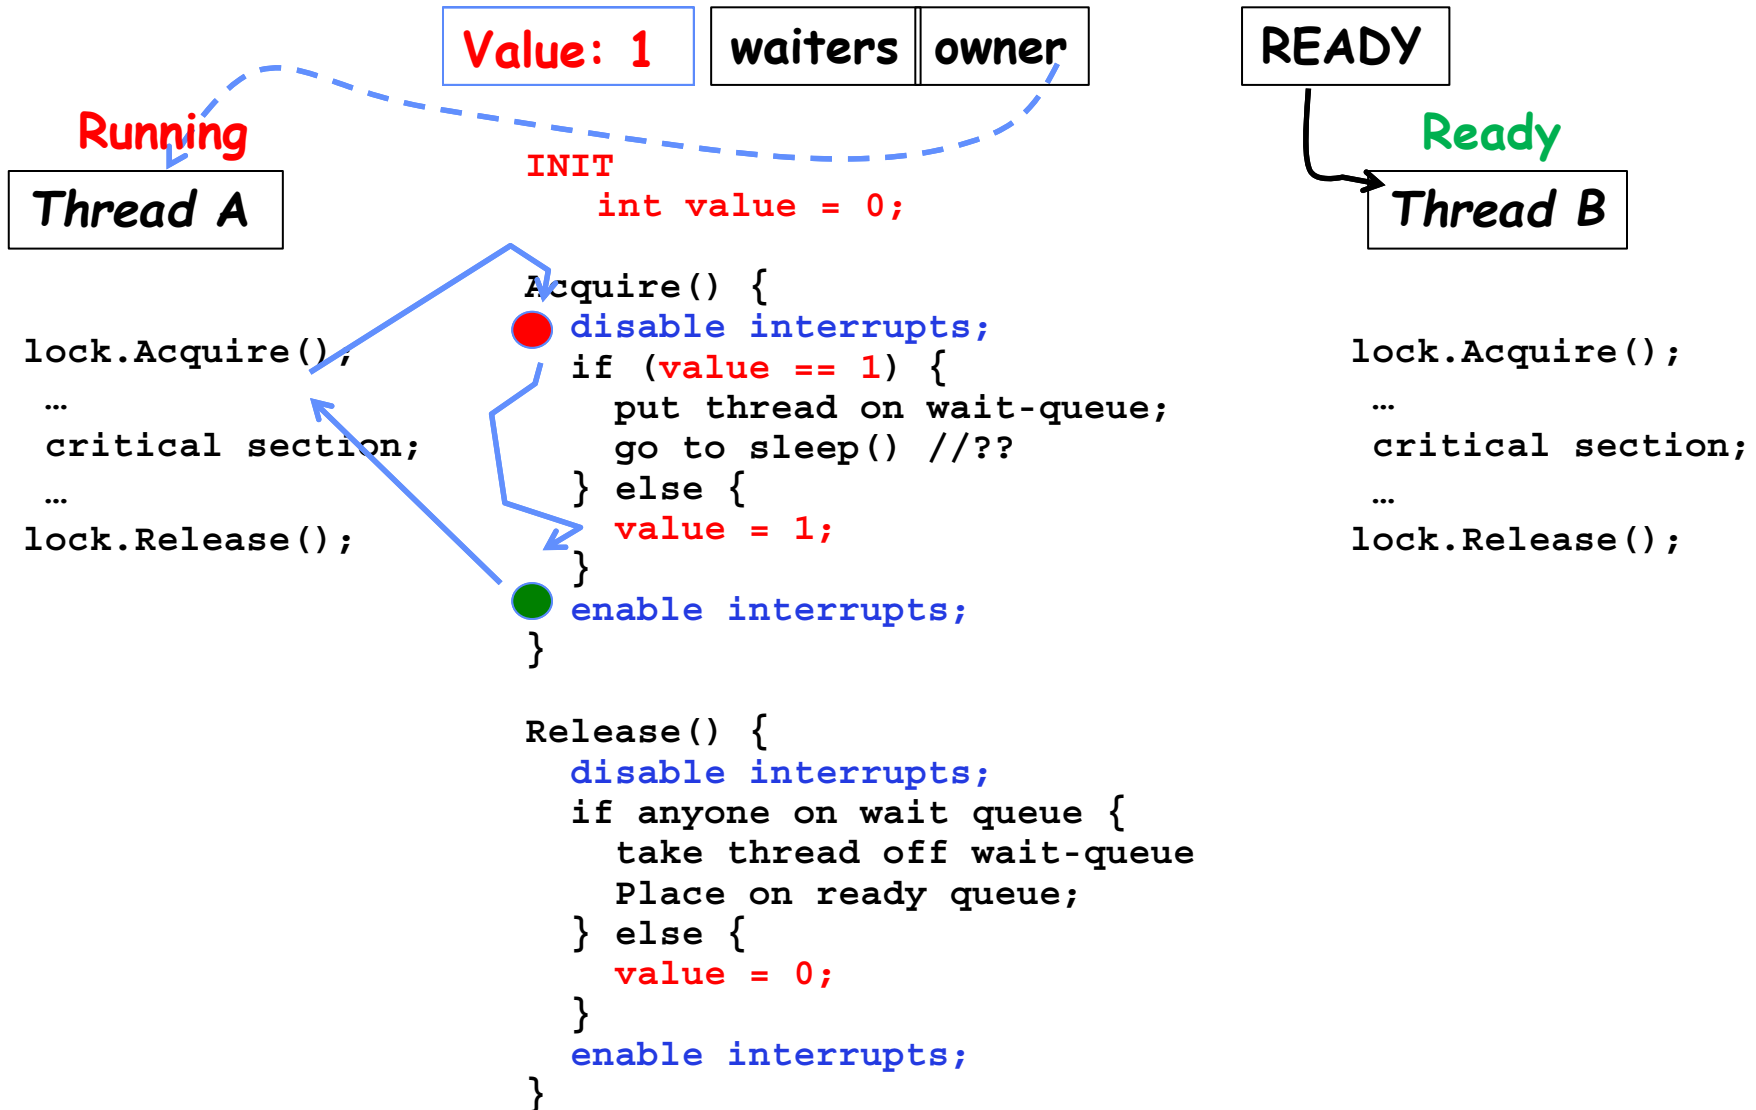 Value: 1
waiters
owner
READY
Running
Thread A
Ready
Thread B
lock.Acquire();
…
critical section;
…
lock.Release();
INIT
int value = 0;
Acquire() {
disable interrupts;
if (value == 1) {
put thread on wait-queue;
go to sleep() //??
} else {
value = 1;
}
enable interrupts;
}
Release() {
disable interrupts;
if anyone on wait queue {
take thread off wait-queue
Place on ready queue;
} else {
value = 0;
}
enable interrupts;
}
lock.Acquire();
…
critical section;
…
lock.Release();